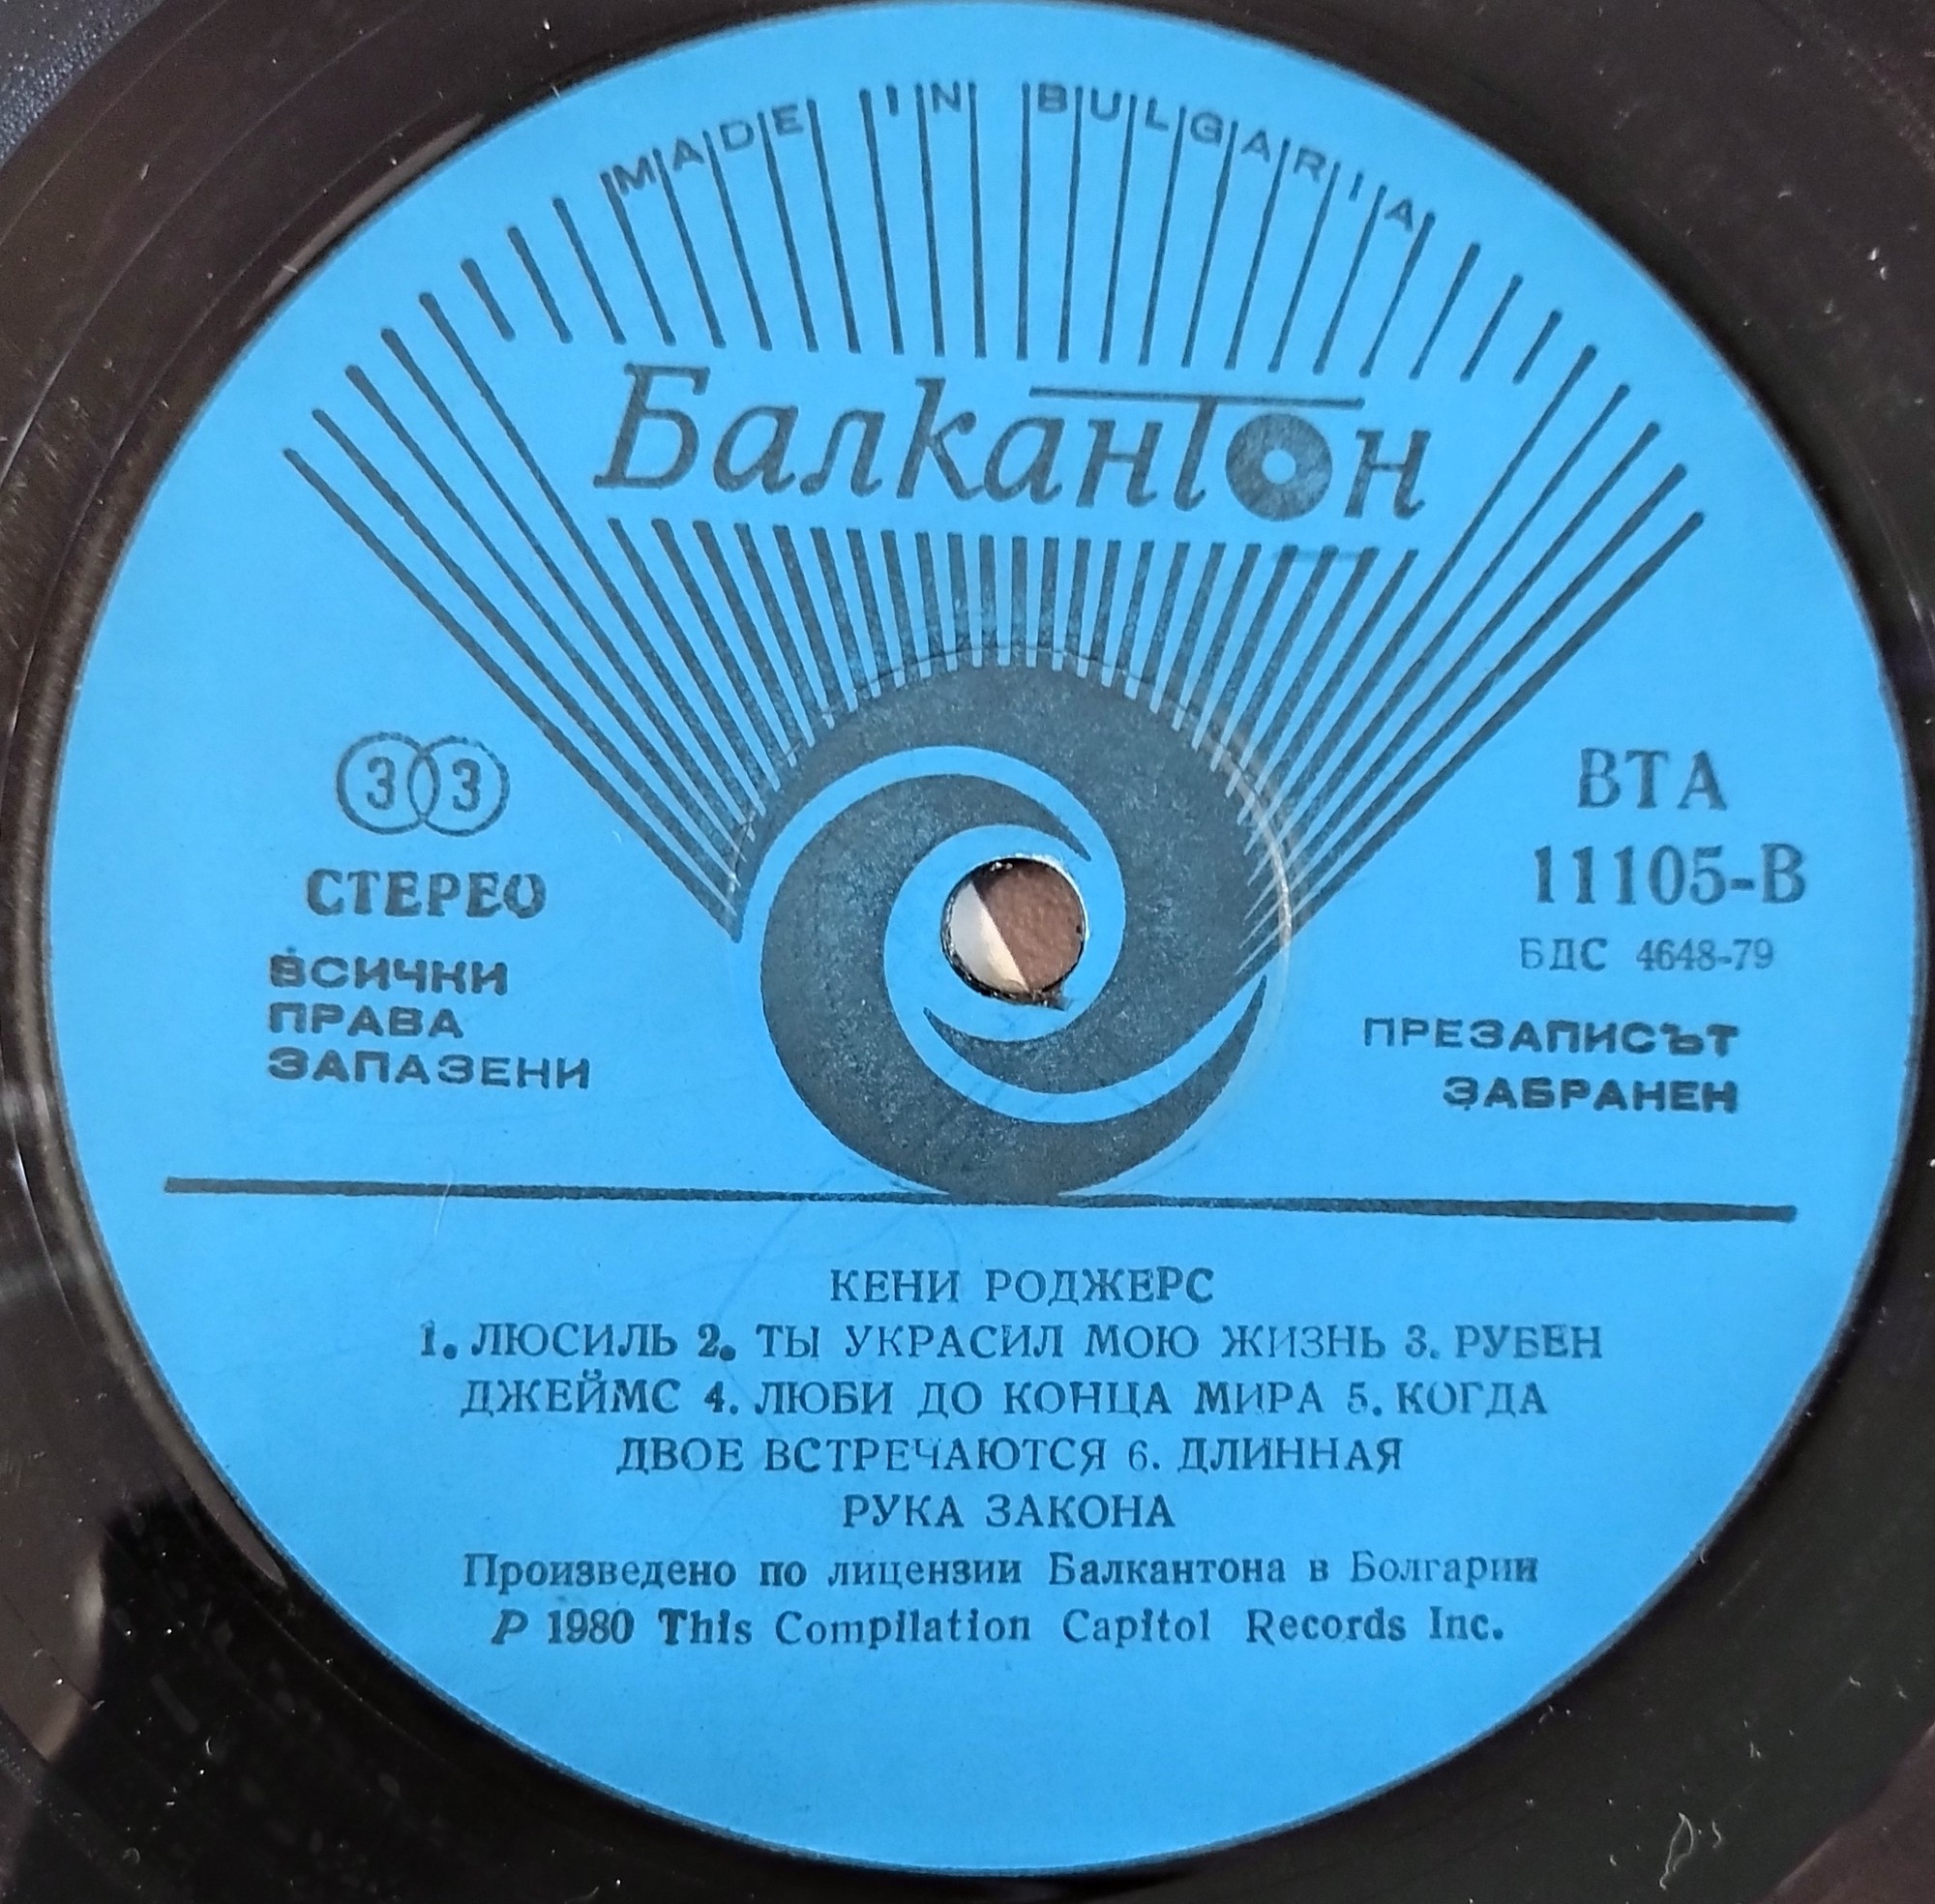 MADE IN BULGARIA
Балкантон
33
СТЕРЕО
ВСИЧКИ
ПРАВА
ЗАПАЗЕНИ
ВТА
11105-В
БДС 4648-79
ПРЕЗАПИСЪТ
ЗАБРАНЕН
КЕНИ РОДЖЕРС
1. ЛЮСИЛЬ 2. ТЫ УКРАСИЛ МОЮ ЖИЗНЬ 3. РУБЕН
ДЖЕЙМС 4. ЛЮБИ ДО КОНЦА МИРА 5. КОГДА
ДВОЕ ВСТРЕЧАЮТСЯ 6. ДЛИННАЯ
РУКА ЗАКОНА
Произведено по лицензии Балкантона в Болгарии
P 1980 This Compilation Capitol Records Inc.